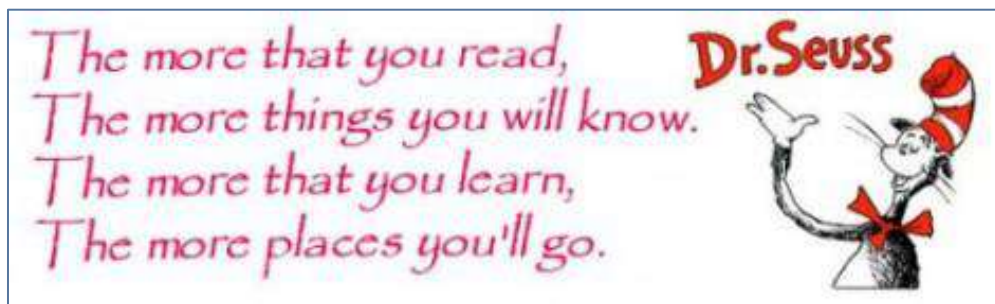 The more that you read,
The more things you will know.
The more that you learn,
The more places you'll go.
Dr. Seuss